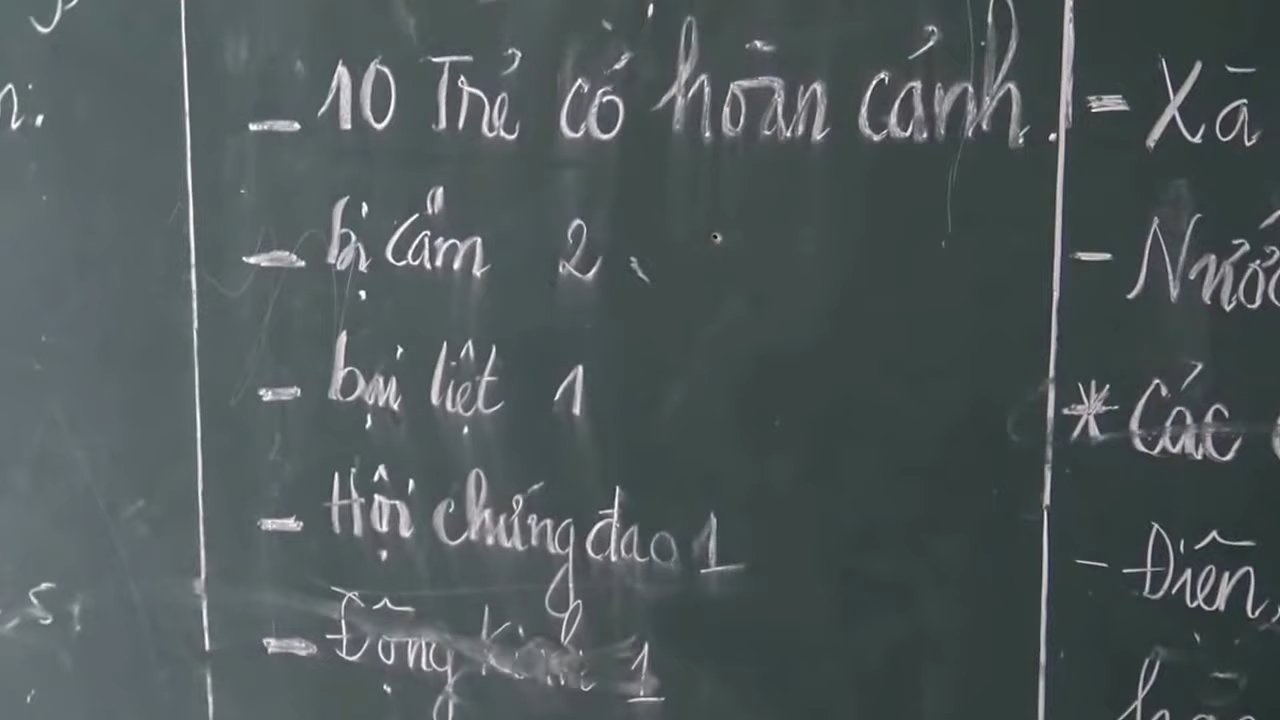 - 10 Trẻ có hoàn cảnh.
- bị câm 2.
- bại liệt 1
- Hội chứng đao 1
- Động kinh 1
= Xã
- Nước
* Các
- Điện,